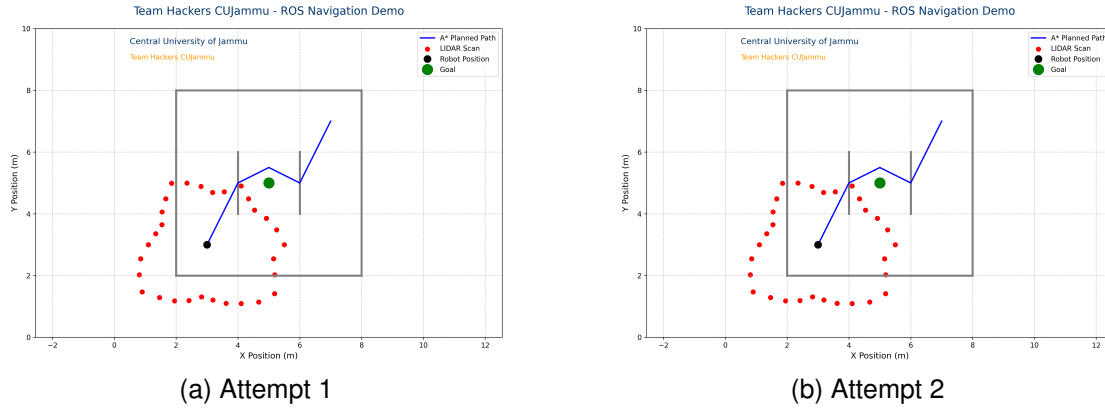 Team Hackers CUJammu - ROS Navigation Demo
Central University of Jammu
Team Hackers CUJammu
A* Planned Path
LIDAR Scan
Robot Position
Goal
Y Position (m)
10
8
6
4
2
0
−2
0
2
4
6
8
10
12
X Position (m)
(a) Attempt 1
Team Hackers CUJammu - ROS Navigation Demo
Central University of Jammu
Team Hackers CUJammu
A* Planned Path
LIDAR Scan
Robot Position
Goal
Y Position (m)
10
8
6
4
2
0
−2
0
2
4
6
8
10
12
X Position (m)
(b) Attempt 2